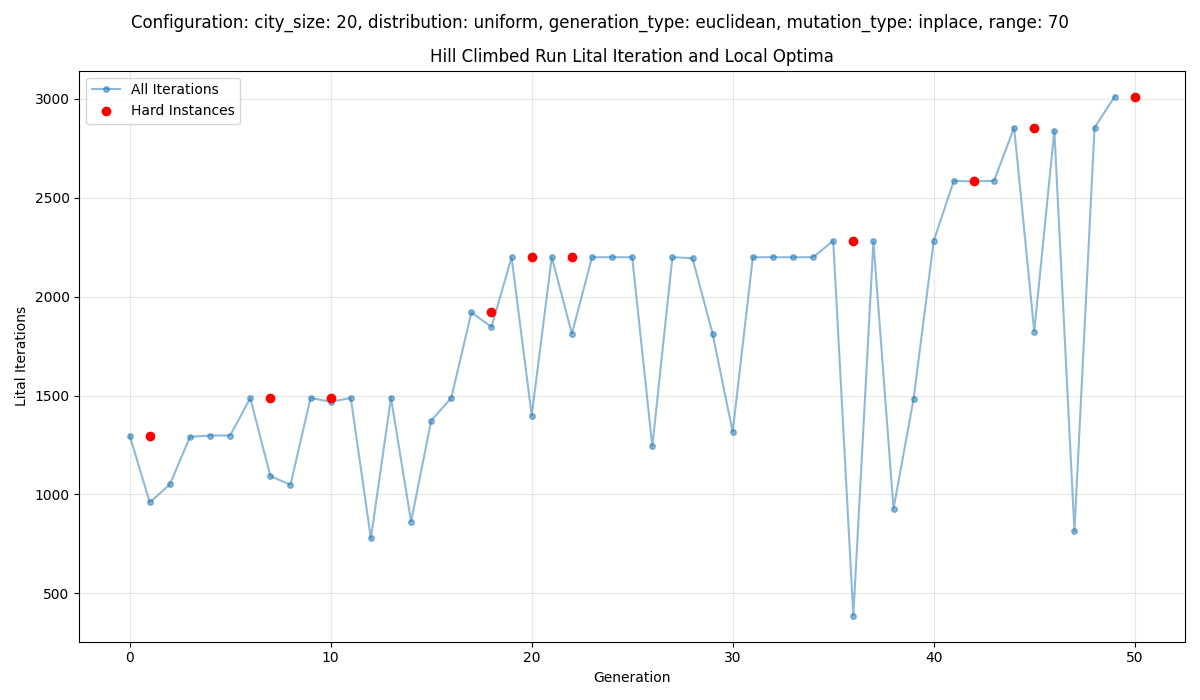 Configuration: city_size: 20, distribution: uniform, generation_type: euclidean, mutation_type: inplace, range: 70
Hill Climbed Run Lital Iteration and Local Optima
All Iterations
Hard Instances
3000
2500
2000
1500
1000
500
Lital Iterations
0 10 20 30 40 50
Generation